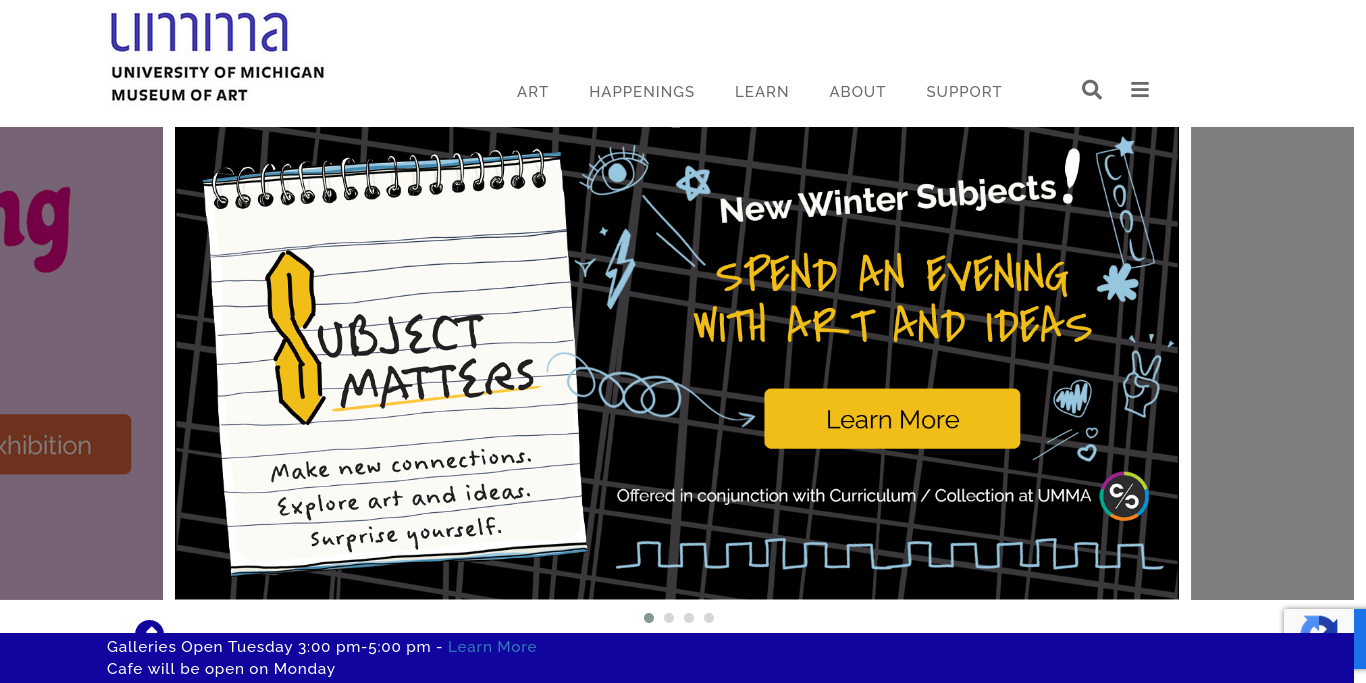 umma
UNIVERSITY OF MICHIGAN
MUSEUM OF ART
ART HAPPENINGS LEARN ABOUT SUPPORT
ng
xhibition
SUBJECT
MATTERS
Make new connections.
Explore art and ideas.
Surprise yourself.
New Winter Subjects!
COOL
SPEND AN EVENING
WITH ART AND IDEAS
Learn More
Offered in conjunction with Curriculum / Collection at UMMA
C/C
Galleries Open Tuesday 3:00 pm-5:00 pm - Learn More
Cafe will be open on Monday